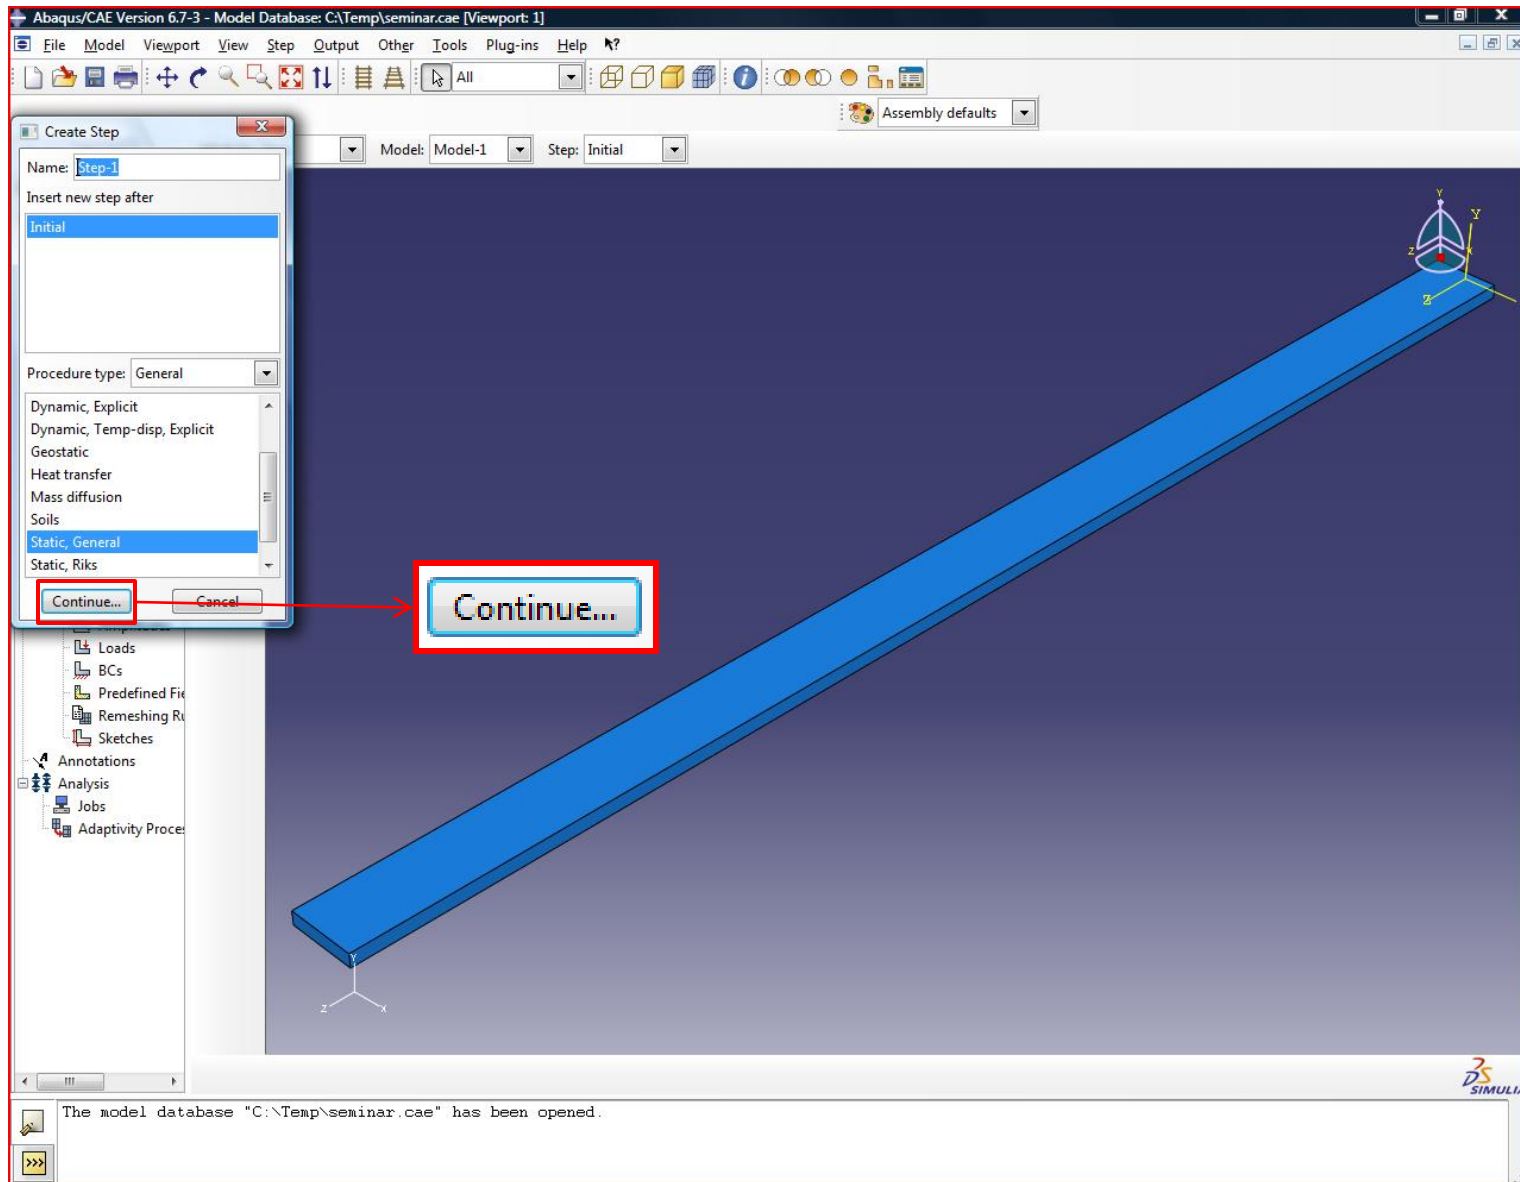 Abaqus/CAE Version 6.7-3 - Model Database: C:\Temp\seminar.cae [Viewport: 1]
File Model Viewport View Step Output Other Tools Plug-ins Help
All
Assembly defaults
Model: Model-1 Step: Initial
Create Step
Name: Step-1
Insert new step after
Initial
Procedure type: General
Dynamic, Explicit
Dynamic, Temp-disp, Explicit
Geostatic
Heat transfer
Mass diffusion
Soils
Static, General
Static, Riks
Continue... Cancel
Continue...
Loads
BCs
Predefined Fie
Remeshing Ru
Sketches
Annotations
Analysis
Jobs
Adaptivity Proces
Y
Y
Z
X
Z
Y
Z
X
SIMULIA
The model database "C:\Temp\seminar.cae" has been opened.
>>>